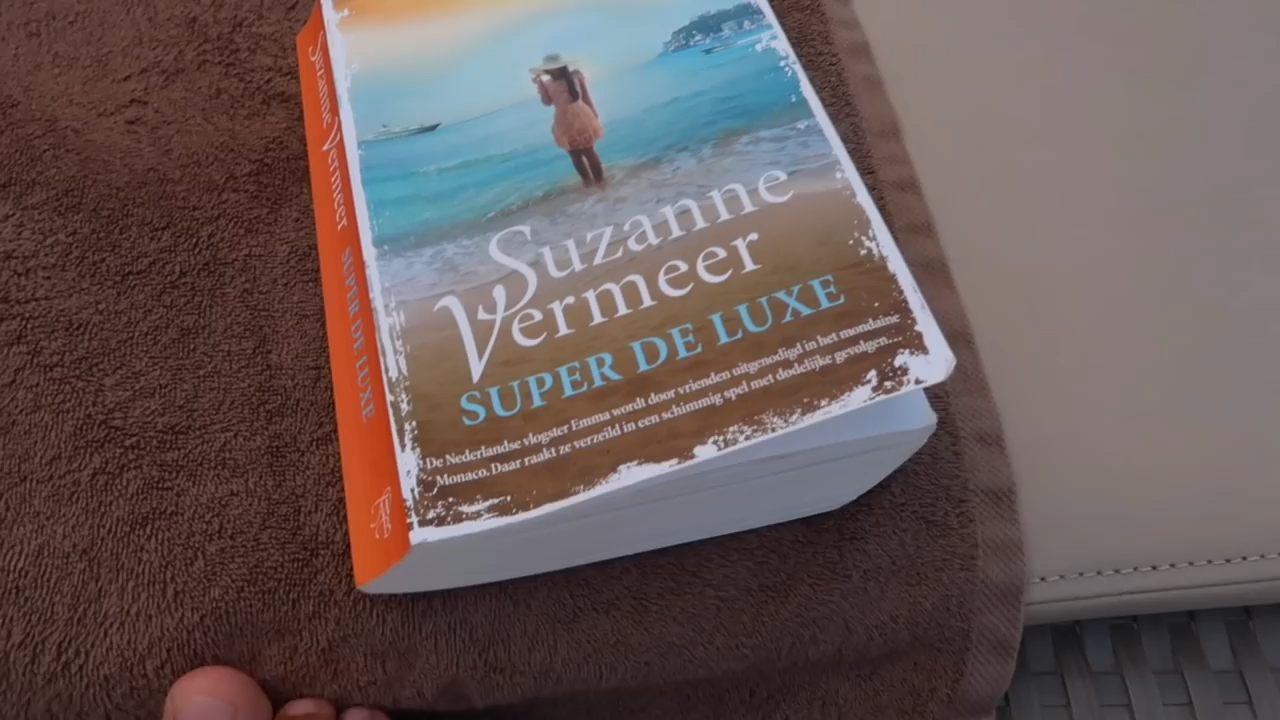 Suzanne
Vermeer
SUPER DE LUXE
De Nederlandse vlogster Emma wordt door vrienden uitgenodigd in het mondaine
Monaco. Daar raakt ze verzeild in een schimmig spel met dodelijke gevolgen...
Suzanne Vermeer SUPER DE LUXE